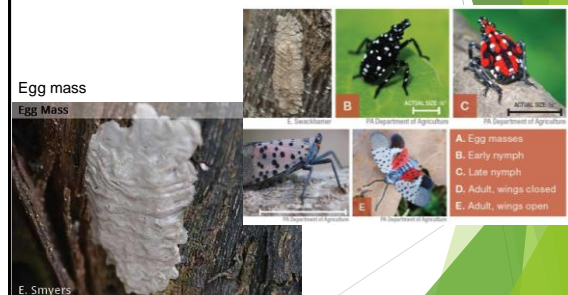 Egg mass
Egg Mass
E. Smyers
E. Swackhamer
B
ACTUAL SIZE
PA Department of Agriculture
C
ACTUAL SIZE
PA Department of Agriculture
PA Department of Agriculture
E
PA Department of Agriculture
A. Egg masses
B. Early nymph
C. Late nymph
D. Adult, wings closed
E. Adult, wings open